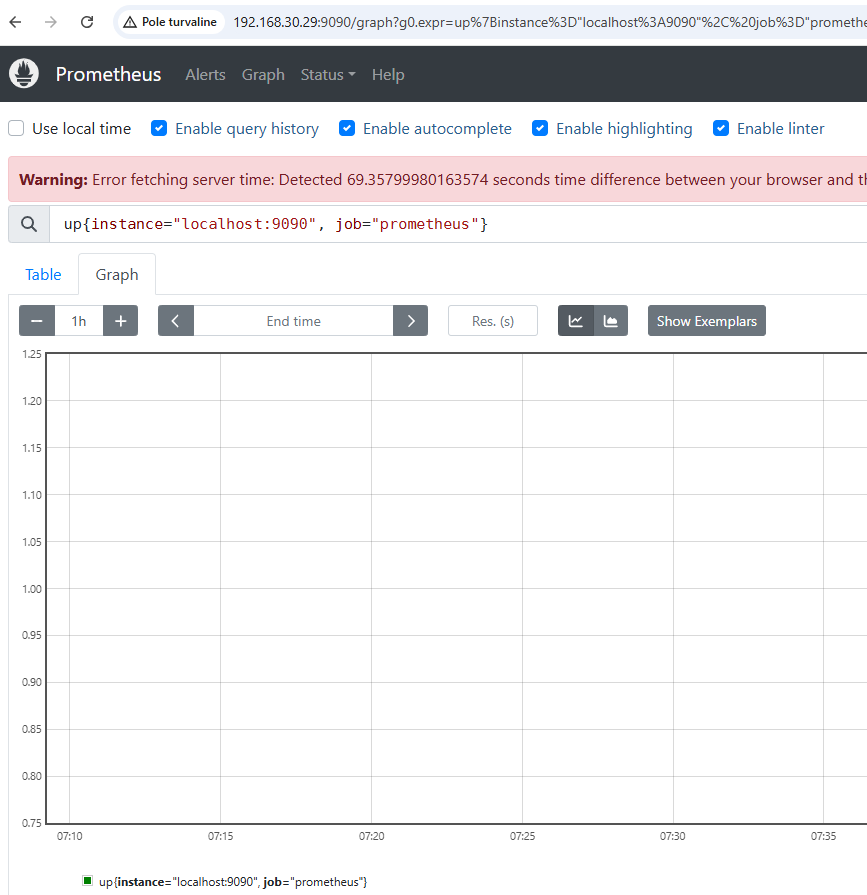 Pole turvaline 192.168.30.29:9090/graph?g0.expr=up%7Binstance%3D"localhost%3A9090"%2C%20job%3D"promethe
Prometheus Alerts Graph Status Help
Use local time Enable query history Enable autocomplete Enable highlighting Enable linter
Warning: Error fetching server time: Detected 69.35799980163574 seconds time difference between your browser and th
up{instance="localhost:9090", job="prometheus"}
Table Graph
1h End time Res. (s) Show Exemplars
1.25
1.20
1.15
1.10
1.05
1.00
0.95
0.90
0.85
0.80
0.75
07:10 07:15 07:20 07:25 07:30 07:35
up{instance="localhost:9090", job="prometheus"}